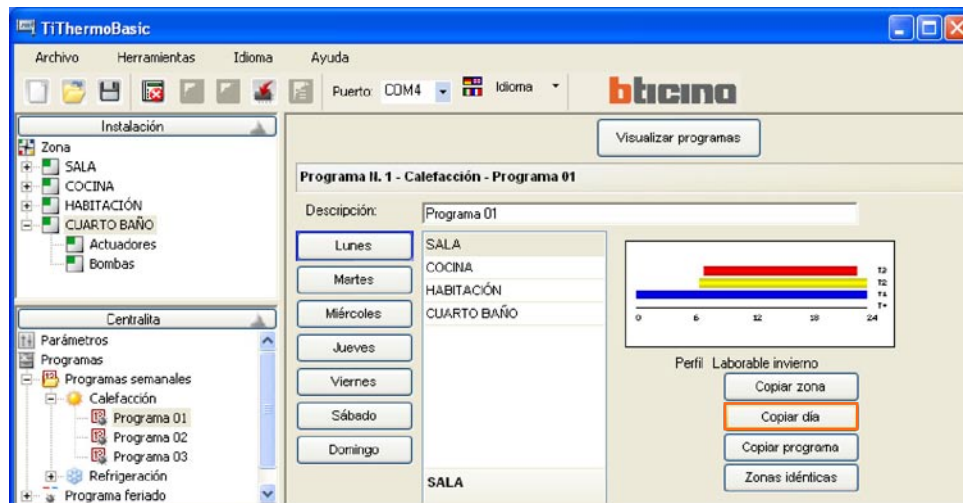 TiThermoBasic
Archivo Herramientas Idioma Ayuda
Puerto: COM4 Idioma bticino
Instalación
Zona
SALA
COCINA
HABITACIÓN
CUARTO BAÑO
Actuadores
Bombas
Centralita
Parámetros
Programas
Programas semanales
Calefacción
Programa 01
Programa 02
Programa 03
Refrigeración
Programa feriado
Visualizar programas
Programa N. 1 - Calefacción - Programa 01
Descripción: Programa 01
Lunes
Martes
Miércoles
Jueves
Viernes
Sábado
Domingo
SALA
COCINA
HABITACIÓN
CUARTO BAÑO
SALA
T3
T2
T1
T*
0 6 12 18 24
Perfil Laborable invierno
Copiar zona
Copiar día
Copiar programa
Zonas idénticas